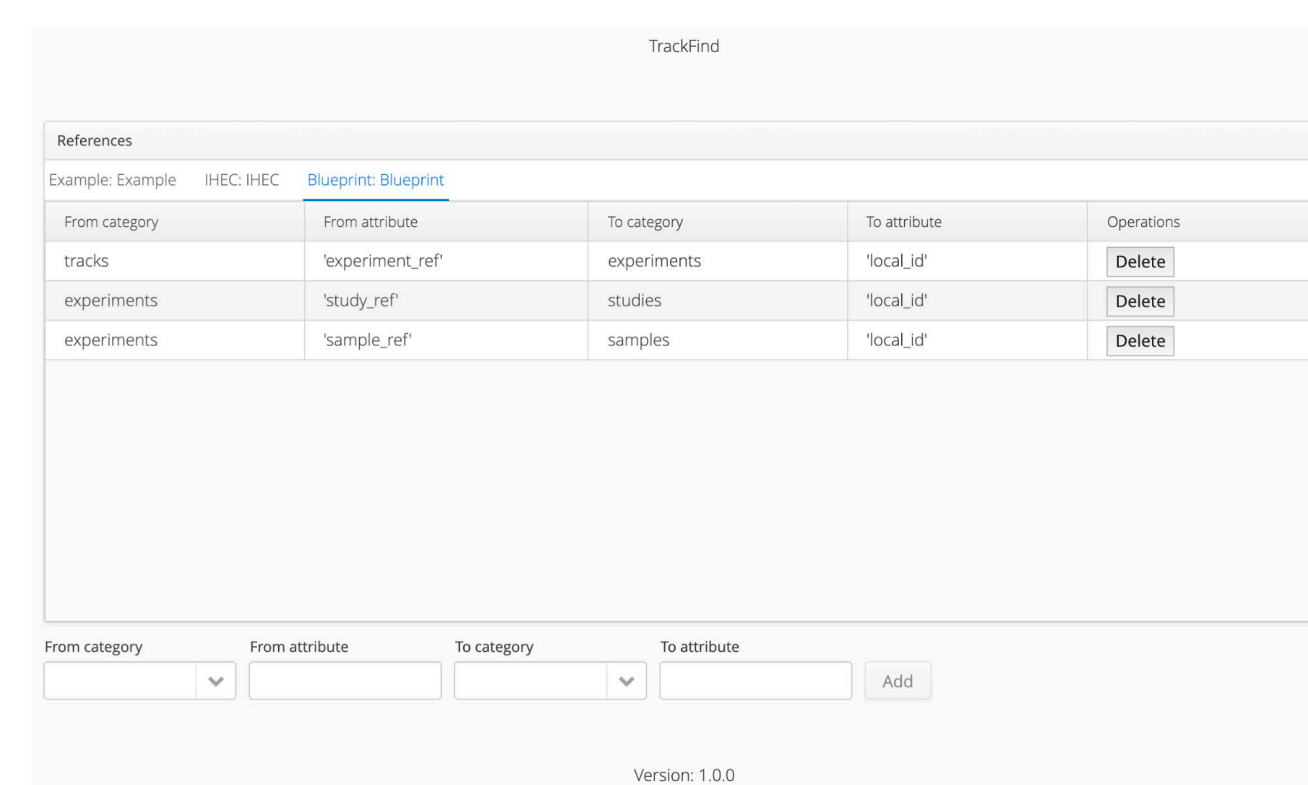 TrackFind
References
Example: Example IHEC: IHEC Blueprint: Blueprint
From category From attribute To category To attribute Operations
tracks 'experiment_ref' experiments 'local_id' Delete
experiments 'study_ref' studies 'local_id' Delete
experiments 'sample_ref' samples 'local_id' Delete
From category From attribute To category To attribute
Add
Version: 1.0.0